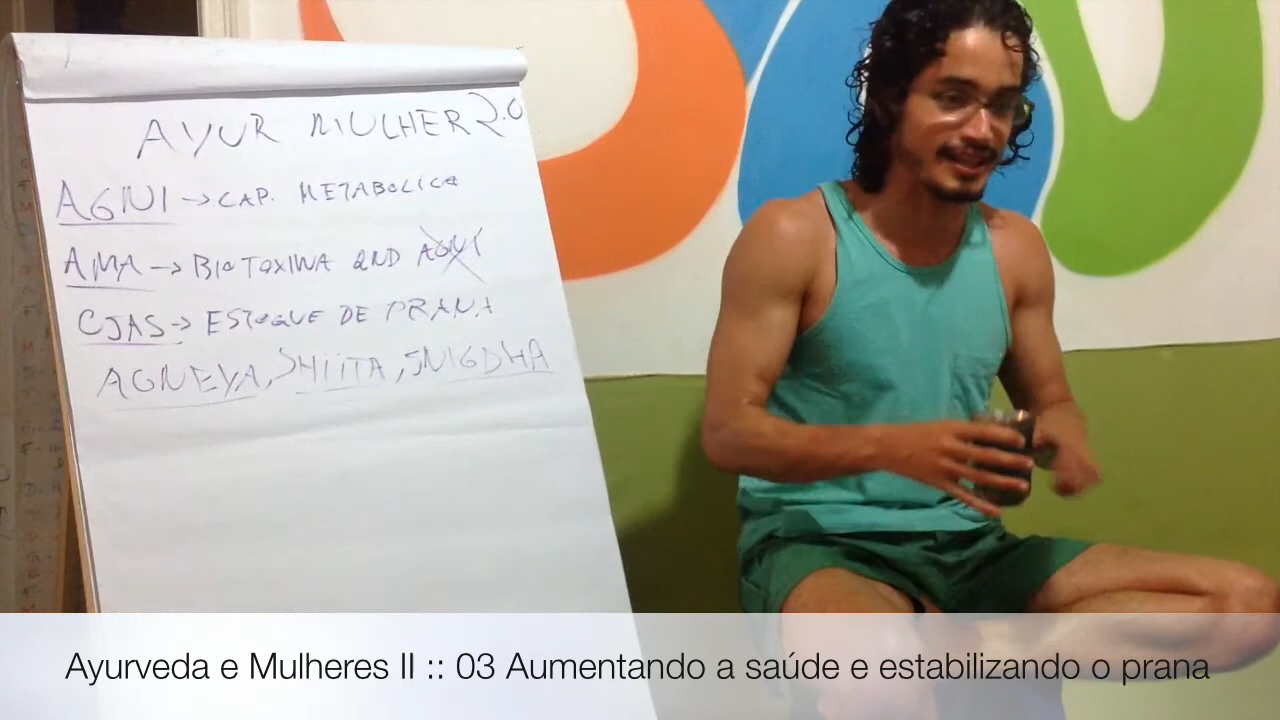 AYUR MULHER 2.0
AGNI → CAP. METABOLICA
AMA → BIOTOXINA QND AGNI
OJAS → ESTOQUE DE PRANA
AGNEYA, SHIITA, SNIGDHA
Ayurveda e Mulheres II :: 03 Aumentando a saúde e estabilizando o prana